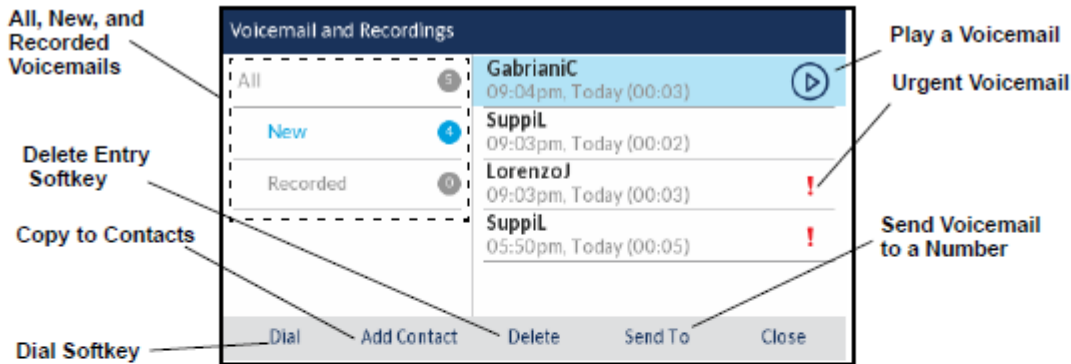 All, New, and
Recorded
Voicemails
Delete Entry
Softkey
Copy to Contacts
Dial Softkey
Voicemail and Recordings
All 5
New 4
Recorded 0
GabrianiC
09:04pm, Today (00:03)
SuppiL
09:03pm, Today (00:02)
LorenzoJ
09:03pm, Today (00:03)
!
SuppiL
05:50pm, Today (00:05)
!
Dial Add Contact Delete Send To Close
Play a Voicemail
Urgent Voicemail
Send Voicemail
to a Number